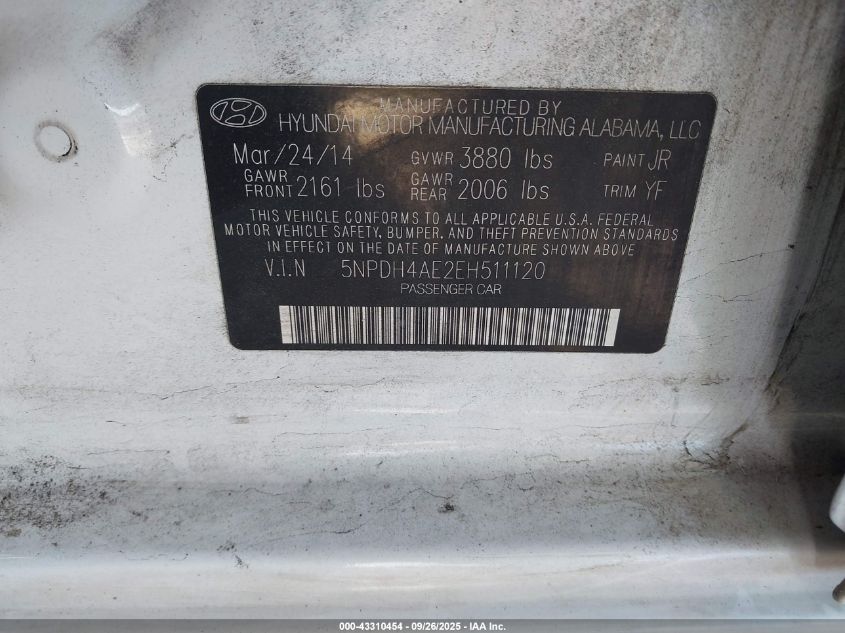 MANUFACTURED BY
HYUNDAI MOTOR MANUFACTURING ALABAMA, LLC
Mar/24/14 GVWR 3880 lbs PAINT JR
GAWR FRONT 2161 lbs GAWR REAR 2006 lbs TRIM YF
THIS VEHICLE CONFORMS TO ALL APPLICABLE U.S.A. FEDERAL
MOTOR VEHICLE SAFETY, BUMPER, AND THEFT PREVENTION STANDARDS
IN EFFECT ON THE DATE OF MANUFACTURE SHOWN ABOVE.
V.I.N 5NPDH4AE2EH511120
PASSENGER CAR
000-43310454 - 09/26/2025 - IAA Inc.